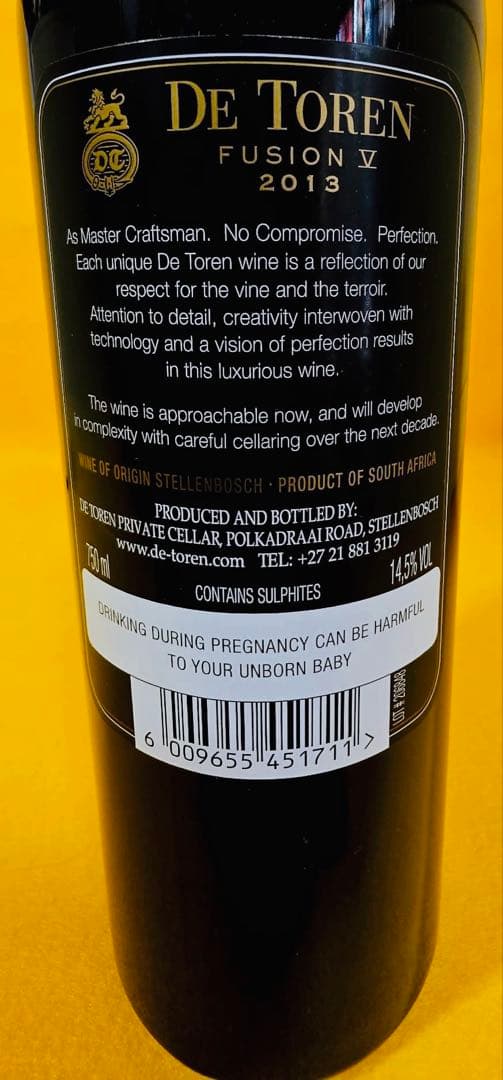 DE TOREN
FUSION V
2013
DT
As Master Craftsman. No Compromise. Perfection.
Each unique De Toren wine is a reflection of our
respect for the vine and the terroir.
Attention to detail, creativity interwoven with
technology and a vision of perfection results
in this luxurious wine.
The wine is approachable now, and will develop
in complexity with careful cellaring over the next decade.
WINE OF ORIGIN STELLENBOSCH · PRODUCT OF SOUTH AFRICA
PRODUCED AND BOTTLED BY:
DE TOREN PRIVATE CELLAR, POLKADRAAI ROAD, STELLENBOSCH
www.de-toren.com TEL: +27 21 881 3119
750 ml
14,5% VOL
CONTAINS SULPHITES
DRINKING DURING PREGNANCY CAN BE HARMFUL
TO YOUR UNBORN BABY
LOT #
6 009655 451711 >